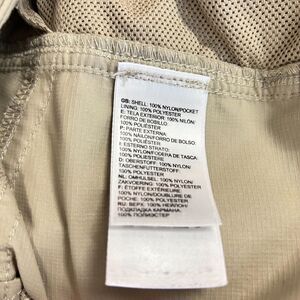 GB: SHELL: 100% NYLON/POCKET
LINING: 100% POLYESTER
E: TELA EXTERIOR: 100% NILÓN/
FORRO DE BOLSILLO:
100% POLIÉSTER
P: PARTE EXTERNA:
100% NÁILON/FORRO DE BOLSO:
100% POLIÉSTER
I: ESTERNO STRATO:
100% NYLON/FODERA DE TASCA:
100% POLIESTERE
D: OBERSTOFF: 100% NYLON/
TASCHENFUTTERSTOFF:
100% POLYESTER
NL: OMHULSEL: 100% NYLON/
ZAKVOERING: 100% POLYESTER
F: ÉTOFFE EXTÉRIEURE:
100% NYLON/DOUBLURE DE
POCHE: 100% POLYESTER
RU: ВЕРХ: 100% НЕЙЛОН/
ПОДКЛАДКА КАРМАНА:
100% ПОЛИЭСТЕР